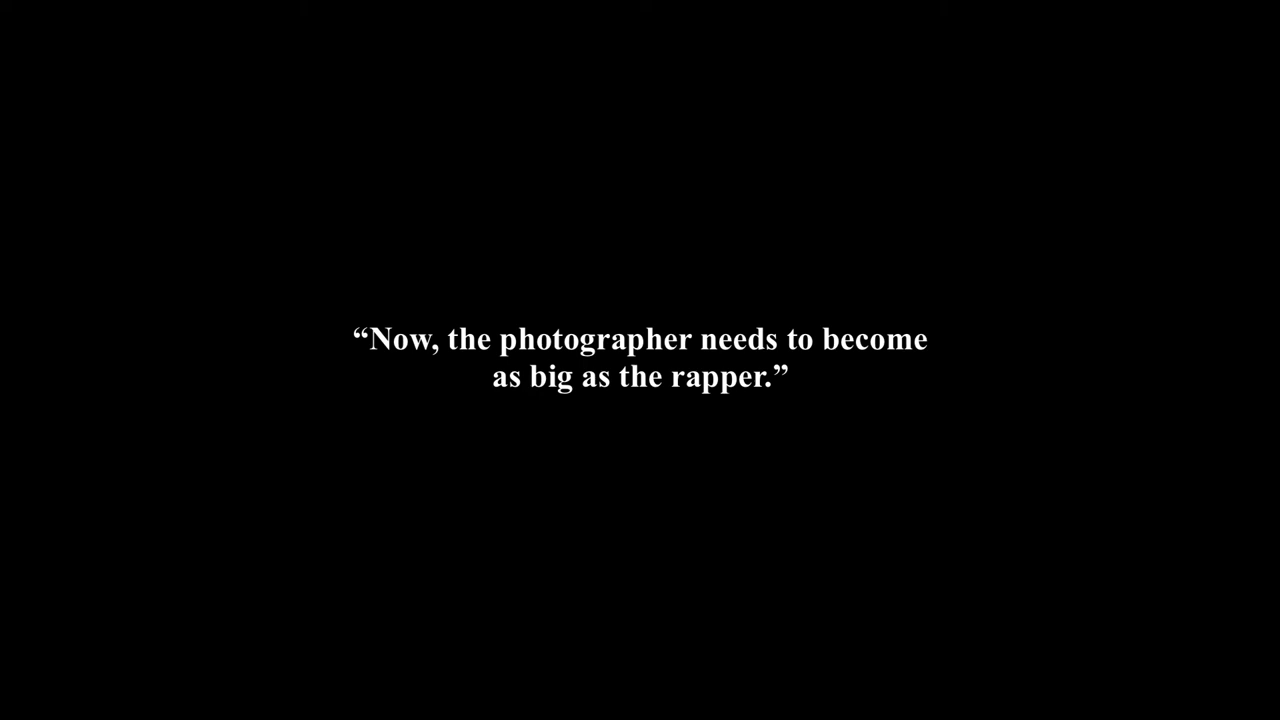 “Now, the photographer needs to become
as big as the rapper.”